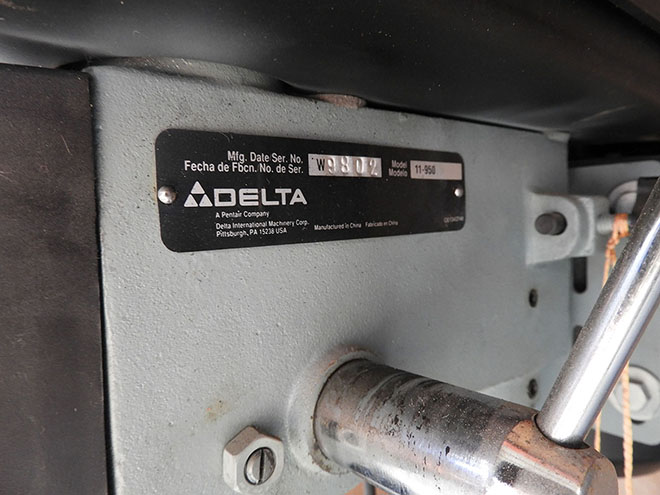 Mfg. Date Ser. No. W9802 Model 11-950
Fecha de Fbcn. No. de Ser. Modelo
DELTA
A Pentair Company
Delta International Machinery Corp. Manufactured in China Fabricado en China
Pittsburgh, PA 15238 USA